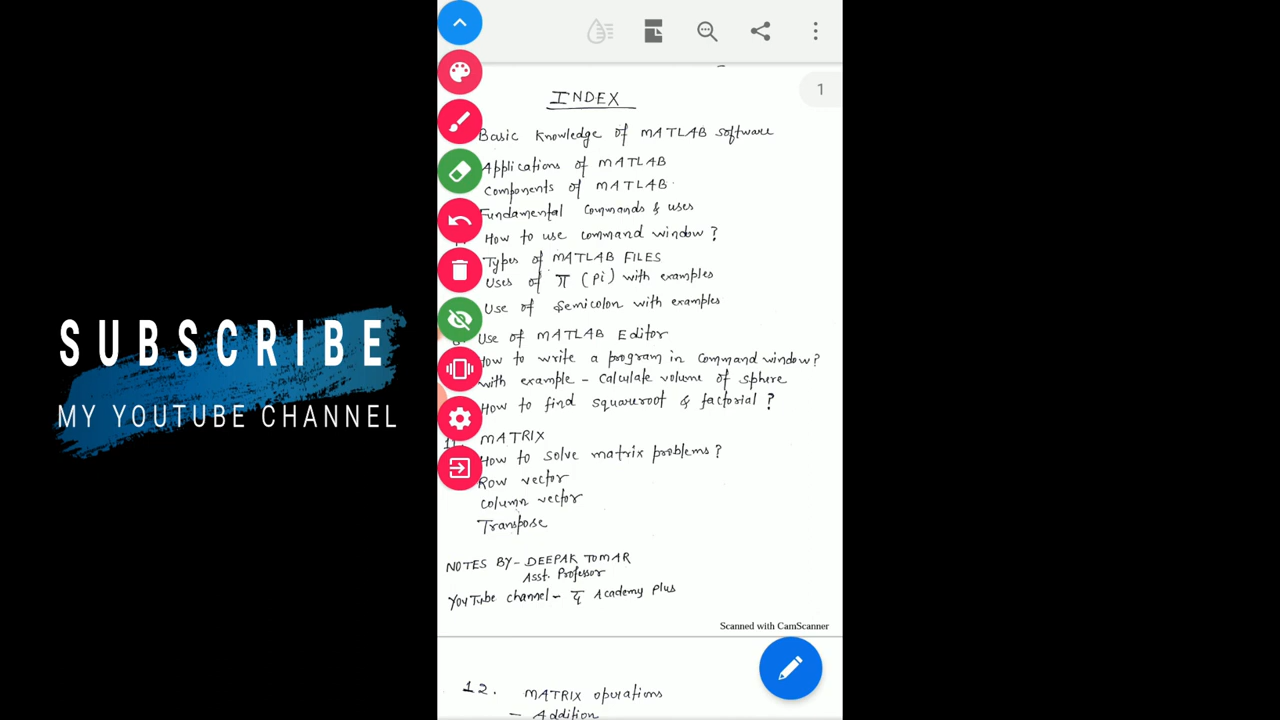 SUBSCRIBE
MY YOUTUBE CHANNEL
1
INDEX
Basic Knowledge of MATLAB software
Applications of MATLAB
Components of MATLAB.
Fundamental Commands & uses
How to use command window?
Types of MATLAB FILES
Uses of π (Pi) with examples
Use of Semicolon with examples
Use of MATLAB Editor
How to write a program in Command window?
with example - Calculate volume of sphere
How to find squareroot & factorial?
11. MATRIX
How to solve matrix problems?
Row vector
Column vector
Transpose
NOTES BY - DEEPAK TOMAR
Asst. Professor
YouTube channel - Academy Plus
Scanned with CamScanner
12. MATRIX operations
- Addition